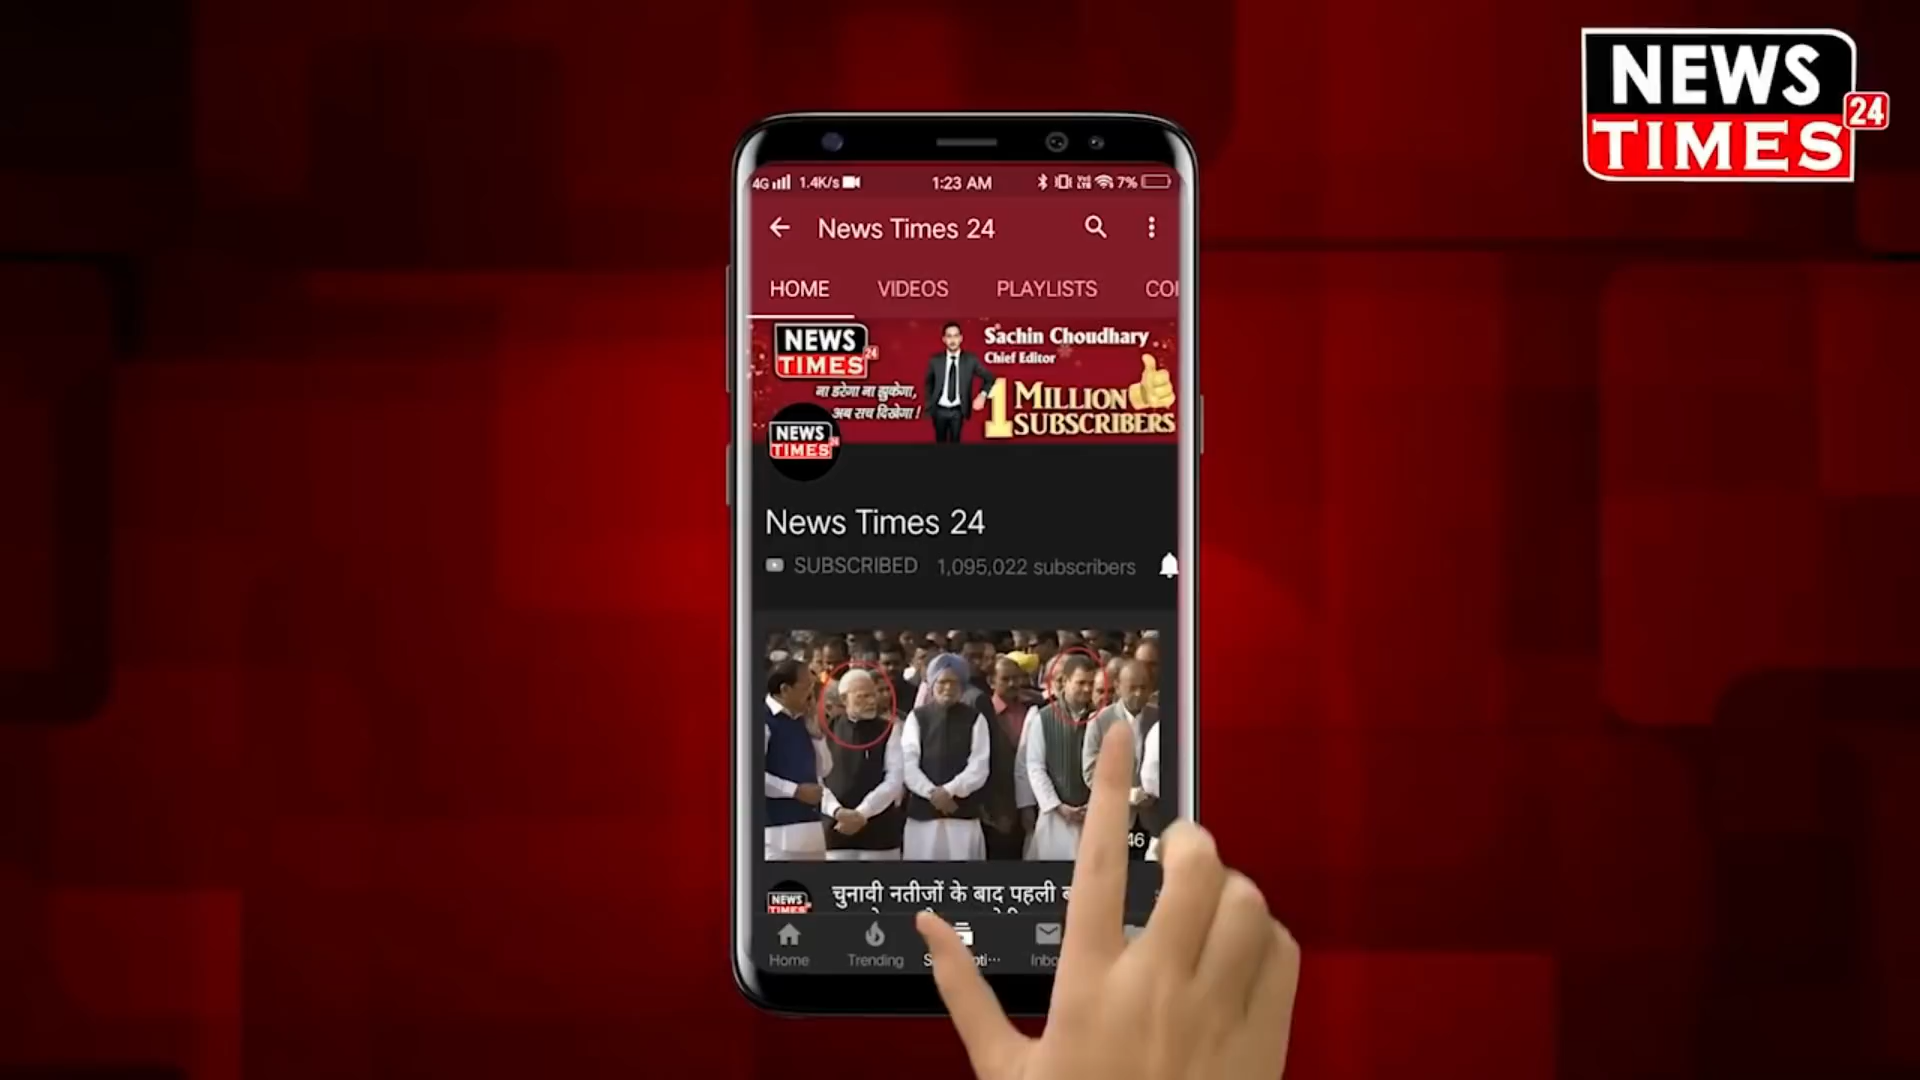 NEWS
TIMES 24
4G 1.4K/s 1:23 AM 7%
News Times 24
HOME VIDEOS PLAYLISTS
NEWS
TIMES 24
Sachin Choudhary
Chief Editor
ना डरेगा ना झुकेगा,
अब सच दिखेगा !
1 MILLION
SUBSCRIBERS
NEWS
TIMES 24
News Times 24
SUBSCRIBED 1,095,022 subscribers
46
NEWS
TIMES
चुनावी नतीजों के बाद पहली
Home Trending